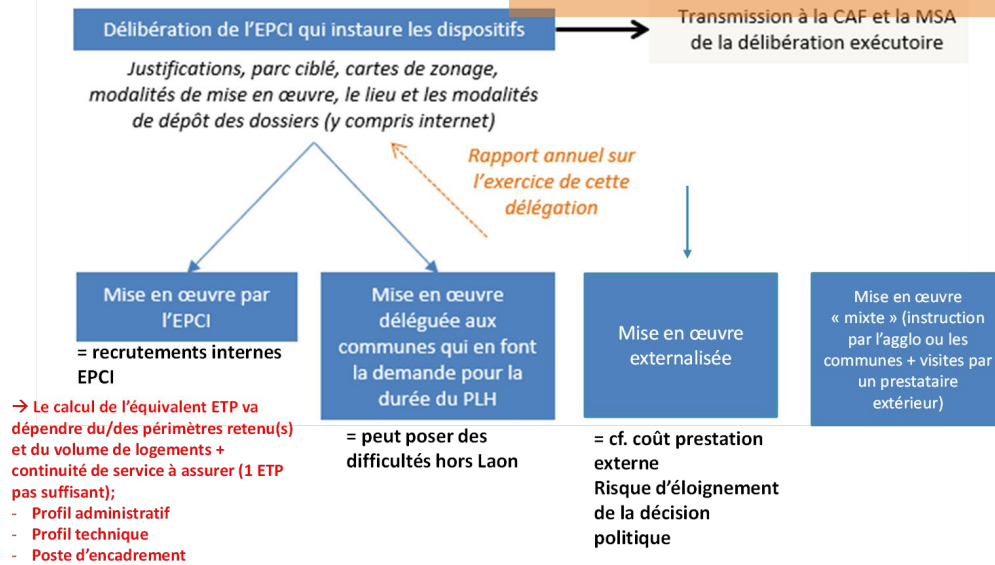 Délibération de l'EPCI qui instaure les dispositifs
Transmission à la CAF et la MSA
de la délibération exécutoire
Justifications, parc ciblé, cartes de zonage,
modalités de mise en œuvre, le lieu et les modalités
de dépôt des dossiers (y compris internet)
Rapport annuel sur
l'exercice de cette
délégation
Mise en œuvre par
l'EPCI
= recrutements internes
EPCI
→ Le calcul de l'équivalent ETP va
dépendre du/des périmètres retenu(s)
et du volume de logements +
continuité de service à assurer (1 ETP
pas suffisant);
- Profil administratif
- Profil technique
- Poste d'encadrement
Mise en œuvre
déléguée aux
communes qui en font
la demande pour la
durée du PLH
= peut poser des
difficultés hors Laon
Mise en œuvre
externalisée
= cf. coût prestation
externe
Risque d'éloignement
de la décision
politique
Mise en œuvre
« mixte » (instruction
par l'agglo ou les
communes + visites par
un prestataire
extérieur)